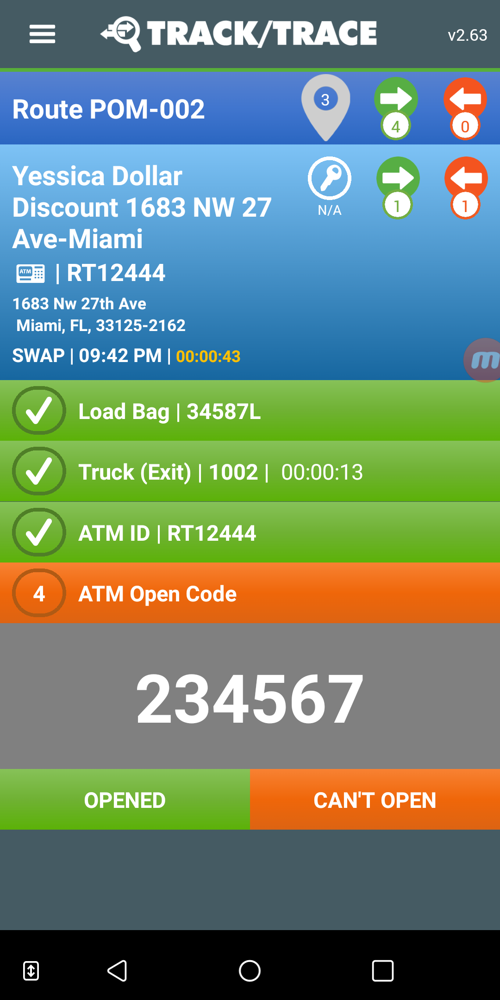 TRACK/TRACE
v2.63
Route POM-002
3
4
0
Yessica Dollar
Discount 1683 NW 27
Ave-Miami
N/A
1
1
ATM | RT12444
1683 Nw 27th Ave
Miami, FL, 33125-2162
SWAP | 09:42 PM | 00:00:43
m
Load Bag | 34587L
Truck (Exit) | 1002 | 00:00:13
ATM ID | RT12444
4 ATM Open Code
234567
OPENED
CAN'T OPEN